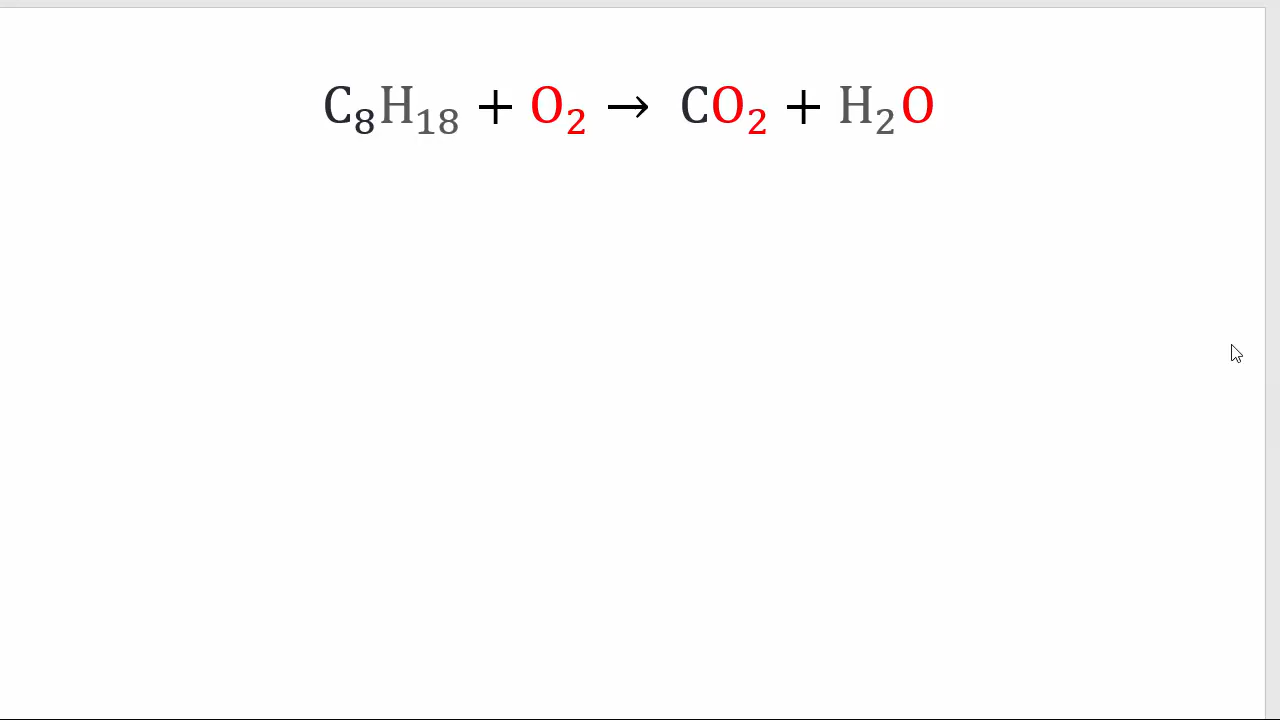 C₈H₁₈ + O₂ → CO₂ + H₂O